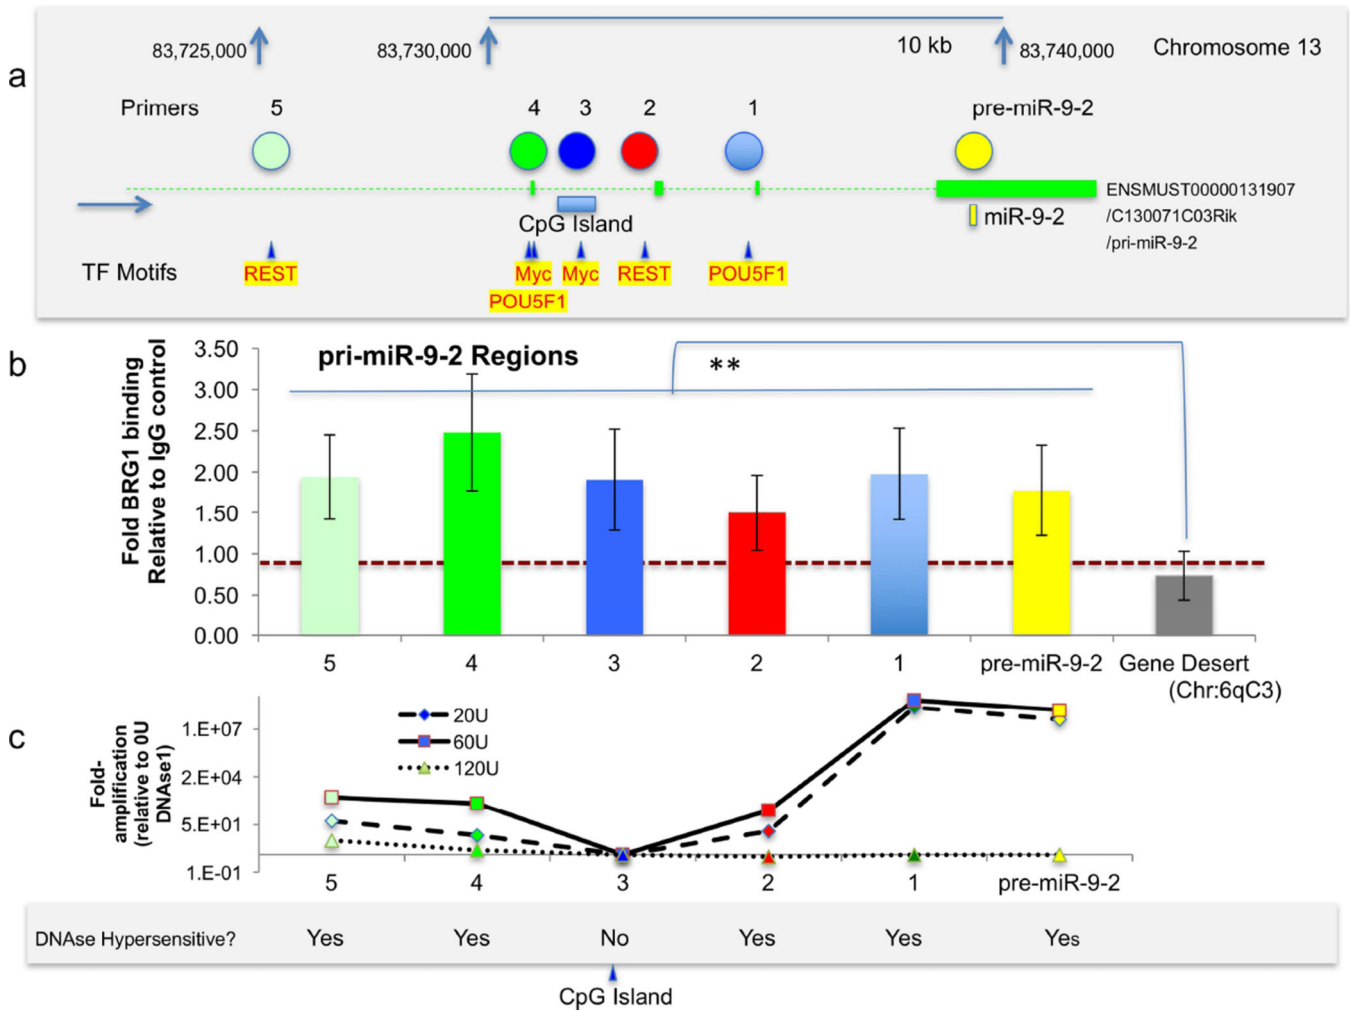 a
83,725,000
83,730,000
10 kb
83,740,000
Chromosome 13
Primers 5 4 3 2 1 pre-miR-9-2
ENSMUST00000131907
/C130071C03Rik
/pri-miR-9-2
miR-9-2
CpG Island
TF Motifs
REST
Myc
POU5F1
Myc
REST
POU5F1
b
pri-miR-9-2 Regions
**
Fold BRG1 binding
Relative to IgG control
3.50
3.00
2.50
2.00
1.50
1.00
0.50
0.00
5 4 3 2 1 pre-miR-9-2 Gene Desert
(Chr:6qC3)
c
Fold-
amplification
(relative to 0U
DNAse1)
1.E+07
2.E+04
5.E+01
1.E-01
20U
60U
120U
5 4 3 2 1 pre-miR-9-2
DNAse Hypersensitive? Yes Yes No Yes Yes Yes
CpG Island